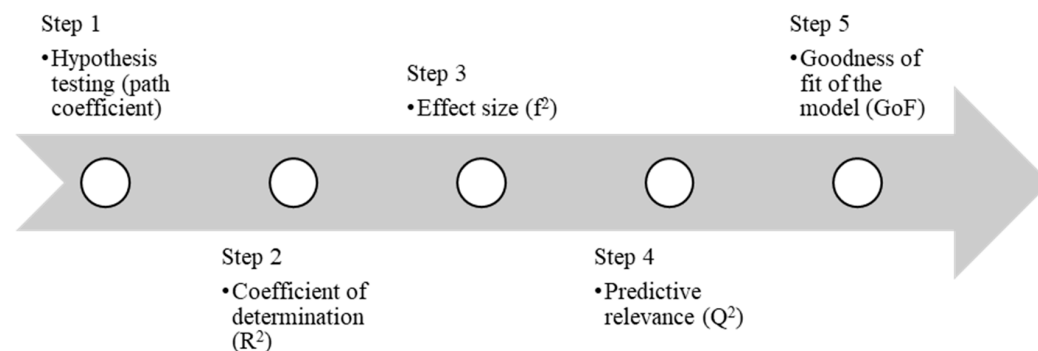 Step 1
•Hypothesis
testing (path
coefficient)
Step 2
•Coefficient of
determination
(R²)
Step 3
•Effect size (f²)
Step 4
•Predictive
relevance (Q²)
Step 5
•Goodness of
fit of the
model (GoF)